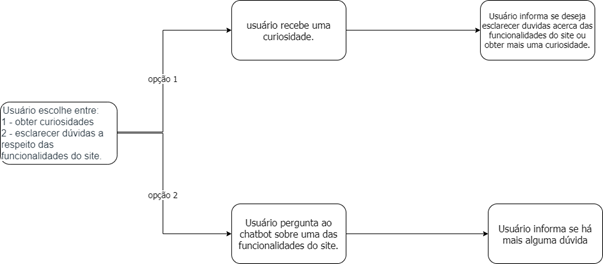 usuário recebe uma
curiosidade.
Usuário informa se deseja
esclarecer duvidas acerca das
funcionalidades do site ou
obter mais uma curiosidade.
opção 1
Usuário escolhe entre:
1 - obter curiosidades
2 - esclarecer dúvidas a
respeito das
funcionalidades do site.
opção 2
Usuário pergunta ao
chatbot sobre uma das
funcionalidades do site.
Usuário informa se há
mais alguma dúvida